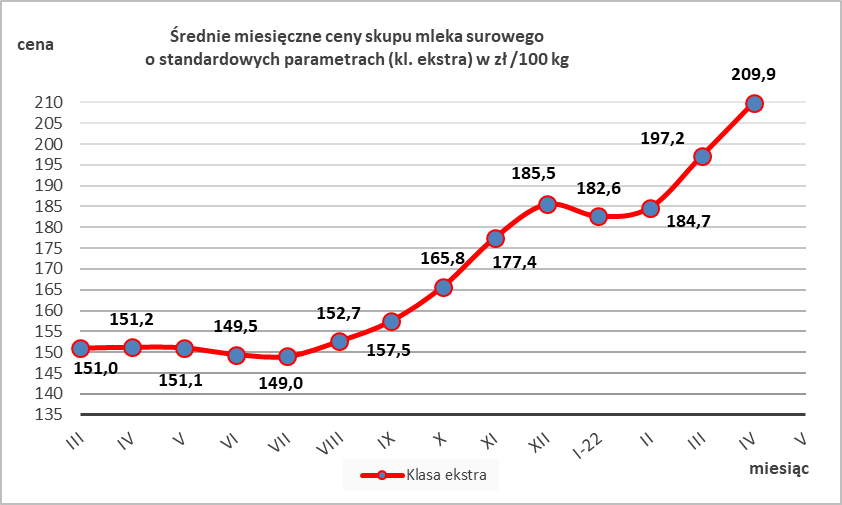 Średnie miesięczne ceny skupu mleka surowego
o standardowych parametrach (kl. ekstra) w zł /100 kg
cena
210
205
200
195
190
185
180
175
170
165
160
155
150
145
140
135
151,0
151,2
151,1
149,5
149,0
152,7
157,5
165,8
177,4
185,5
182,6
184,7
197,2
209,9
III
IV
V
VI
VII
VIII
IX
X
XI
XII
I-22
II
III
IV
V
miesiąc
Klasa ekstra